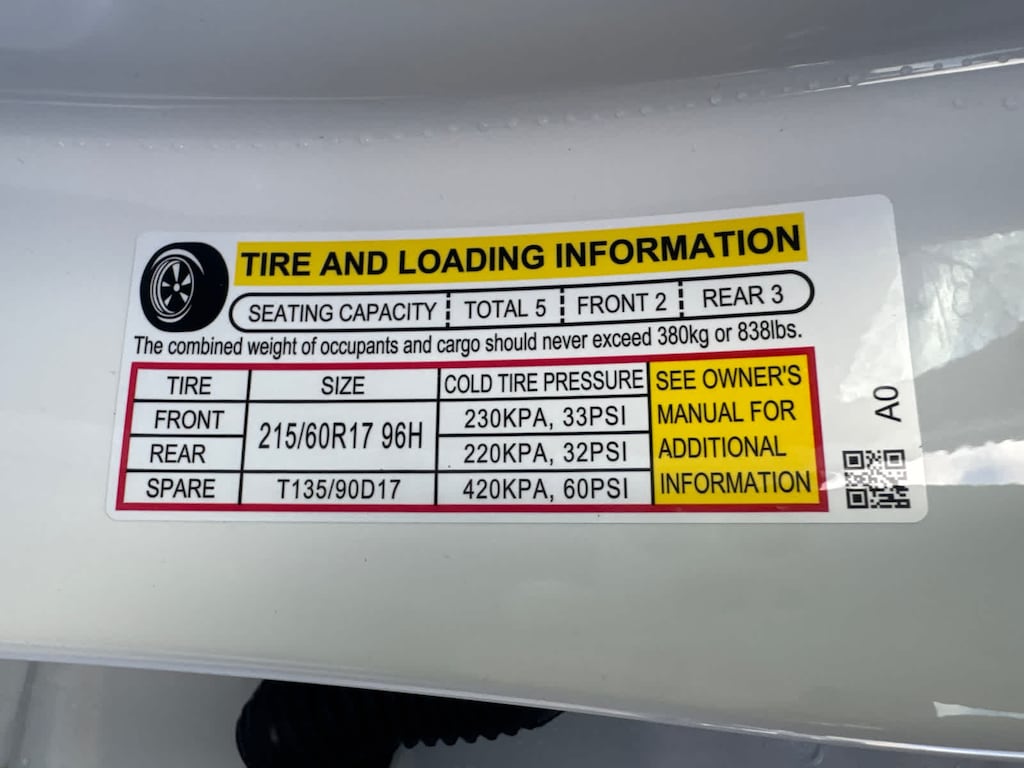 TIRE AND LOADING INFORMATION
SEATING CAPACITY TOTAL 5 FRONT 2 REAR 3
The combined weight of occupants and cargo should never exceed 380kg or 838lbs.
TIRE SIZE COLD TIRE PRESSURE
FRONT 215/60R17 96H 230KPA, 33PSI
REAR 220KPA, 32PSI
SPARE T135/90D17 420KPA, 60PSI
SEE OWNER'S
MANUAL FOR
ADDITIONAL
INFORMATION
A0